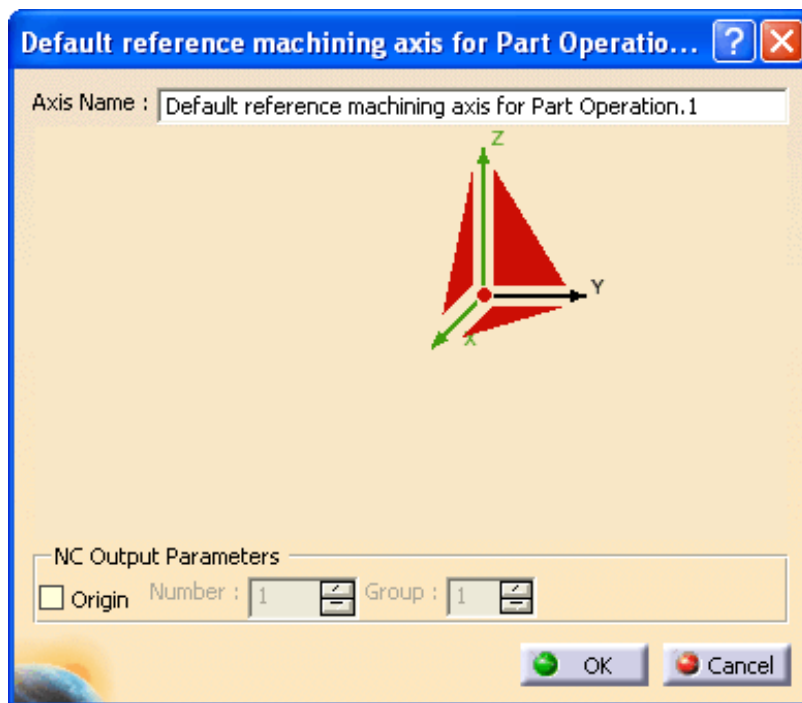 Default reference machining axis for Part Operatio...
Axis Name : Default reference machining axis for Part Operation.1
Z
Y
X
NC Output Parameters
Origin Number : 1 Group : 1
OK Cancel